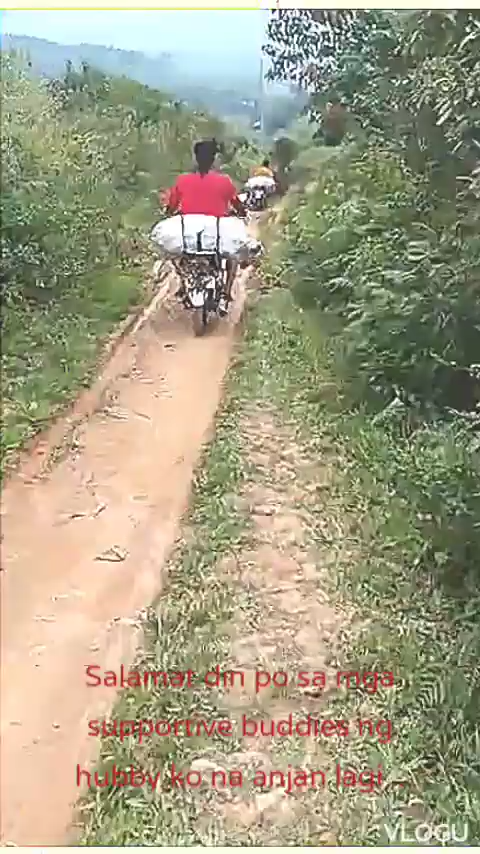 Salamat din po sa mga
supportive buddies ng
hubby ko na anjan lagi ...
VLOGU